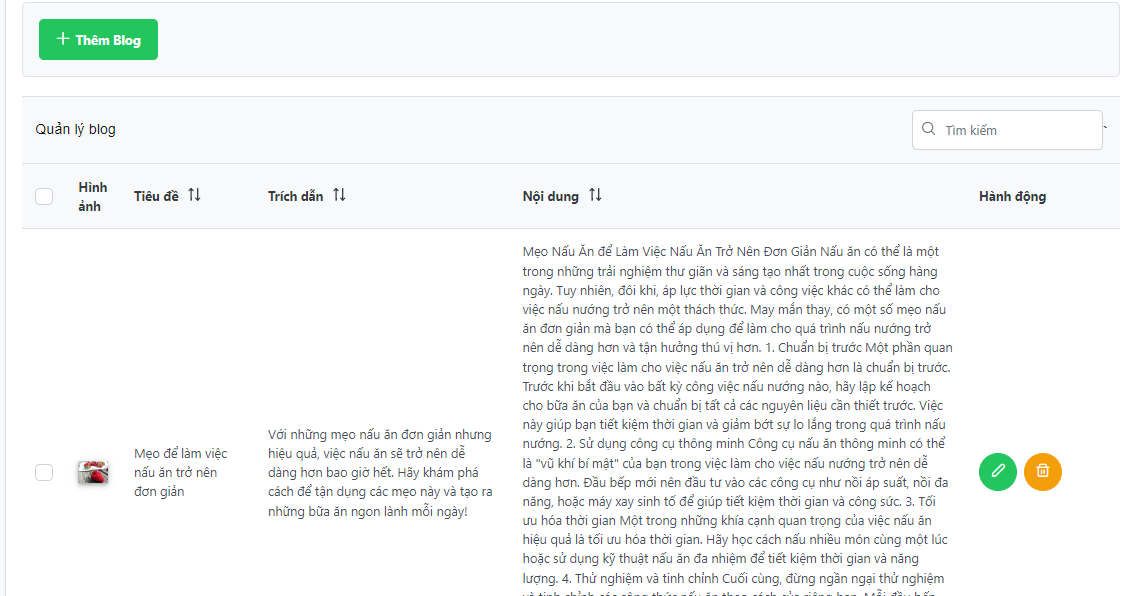 + Thêm Blog
Quản lý blog
Tìm kiếm
`
Hình
ảnh
Tiêu đề
Trích dẫn
Nội dung
Hành động
Mẹo để làm việc
nấu ăn trở nên
đơn giản
Với những mẹo nấu ăn đơn giản nhưng
hiệu quả, việc nấu ăn sẽ trở nên dễ
dàng hơn bao giờ hết. Hãy khám phá
cách để tận dụng các mẹo này và tạo ra
những bữa ăn ngon lành mỗi ngày!
Mẹo Nấu Ăn để Làm Việc Nấu Ăn Trở Nên Đơn Giản Nấu ăn có thể là một
trong những trải nghiệm thư giãn và sáng tạo nhất trong cuộc sống hàng
ngày. Tuy nhiên, đôi khi, áp lực thời gian và công việc khác có thể làm cho
việc nấu nướng trở nên một thách thức. May mắn thay, có một số mẹo nấu
ăn đơn giản mà bạn có thể áp dụng để làm cho quá trình nấu nướng trở
nên dễ dàng hơn và tận hưởng thú vị hơn. 1. Chuẩn bị trước Một phần quan
trọng trong việc làm cho việc nấu ăn trở nên dễ dàng hơn là chuẩn bị trước.
Trước khi bắt đầu vào bất kỳ công việc nấu nướng nào, hãy lập kế hoạch
cho bữa ăn của bạn và chuẩn bị tất cả các nguyên liệu cần thiết trước. Việc
này giúp bạn tiết kiệm thời gian và giảm bớt sự lo lắng trong quá trình nấu
nướng. 2. Sử dụng công cụ thông minh Công cụ nấu ăn thông minh có thể
là "vũ khí bí mật" của bạn trong việc làm cho việc nấu nướng trở nên dễ
dàng hơn. Đầu bếp mới nên đầu tư vào các công cụ như nồi áp suất, nồi đa
năng, hoặc máy xay sinh tố để giúp tiết kiệm thời gian và công sức. 3. Tối
ưu hóa thời gian Một trong những khía cạnh quan trọng của việc nấu ăn
hiệu quả là tối ưu hóa thời gian. Hãy học cách nấu nhiều món cùng một lúc
hoặc sử dụng kỹ thuật nấu ăn đa nhiệm để tiết kiệm thời gian và năng
lượng. 4. Thử nghiệm và tinh chỉnh Cuối cùng, đừng ngần ngại thử nghiệm
và tinh chỉnh các công thức nấu ăn theo cách của riêng bạn. Mỗi đầu bếp